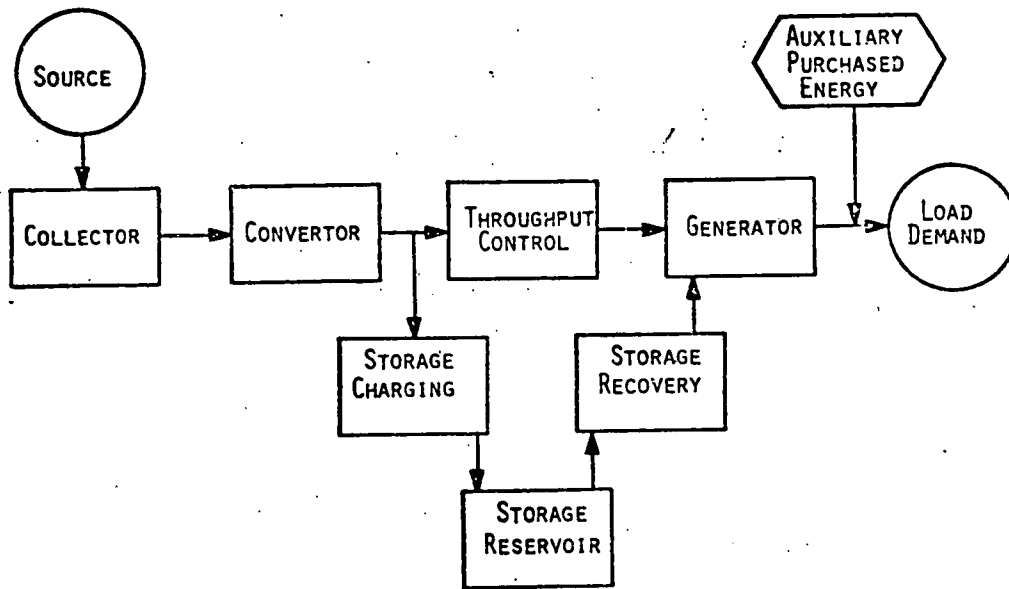 SOURCE
AUXILIARY
PURCHASED
ENERGY
COLLECTOR
CONVERTOR
THROUGHPUT
CONTROL
GENERATOR
LOAD
DEMAND
STORAGE
CHARGING
STORAGE
RECOVERY
STORAGE
RESERVOIR